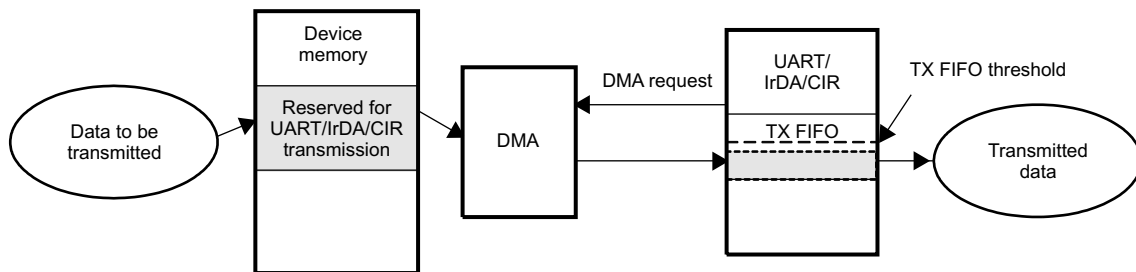 Data to be
transmitted
Device
memory
Reserved for
UART/IrDA/CIR
transmission
DMA
DMA request
UART/
IrDA/CIR
TX FIFO
TX FIFO threshold
Transmitted
data